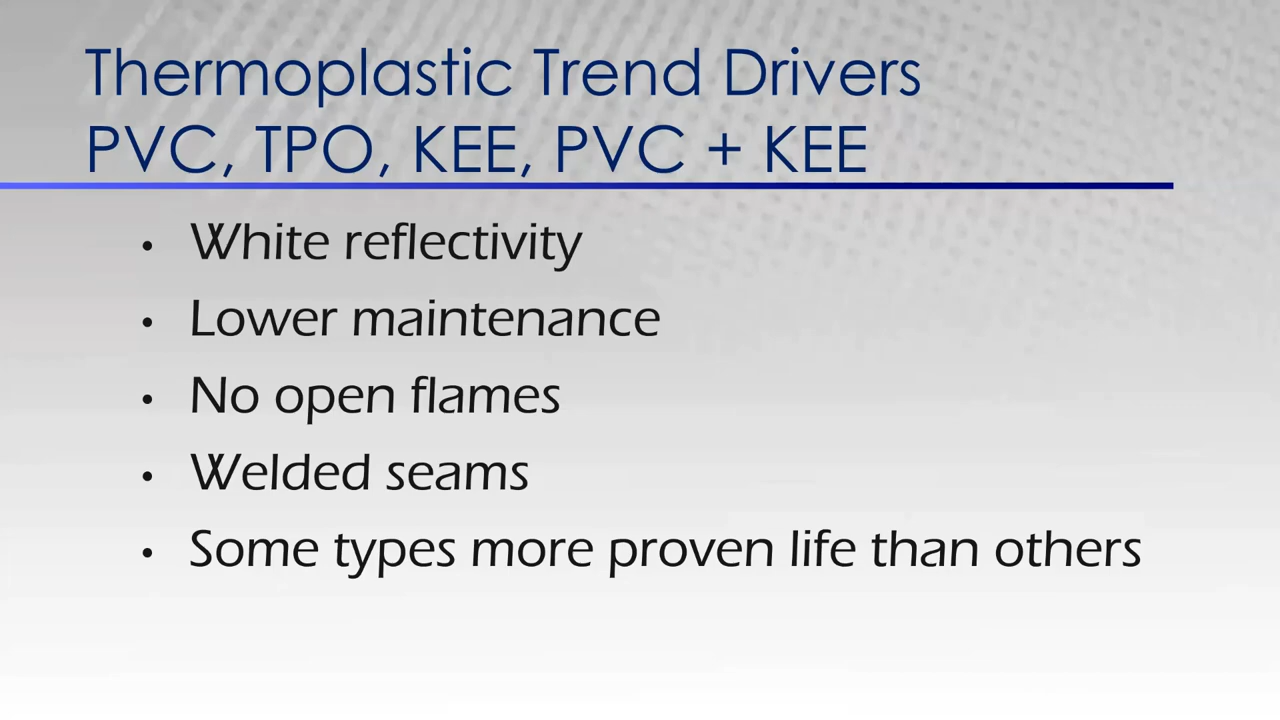 Thermoplastic Trend Drivers
PVC, TPO, KEE, PVC + KEE
• White reflectivity
• Lower maintenance
• No open flames
• Welded seams
• Some types more proven life than others